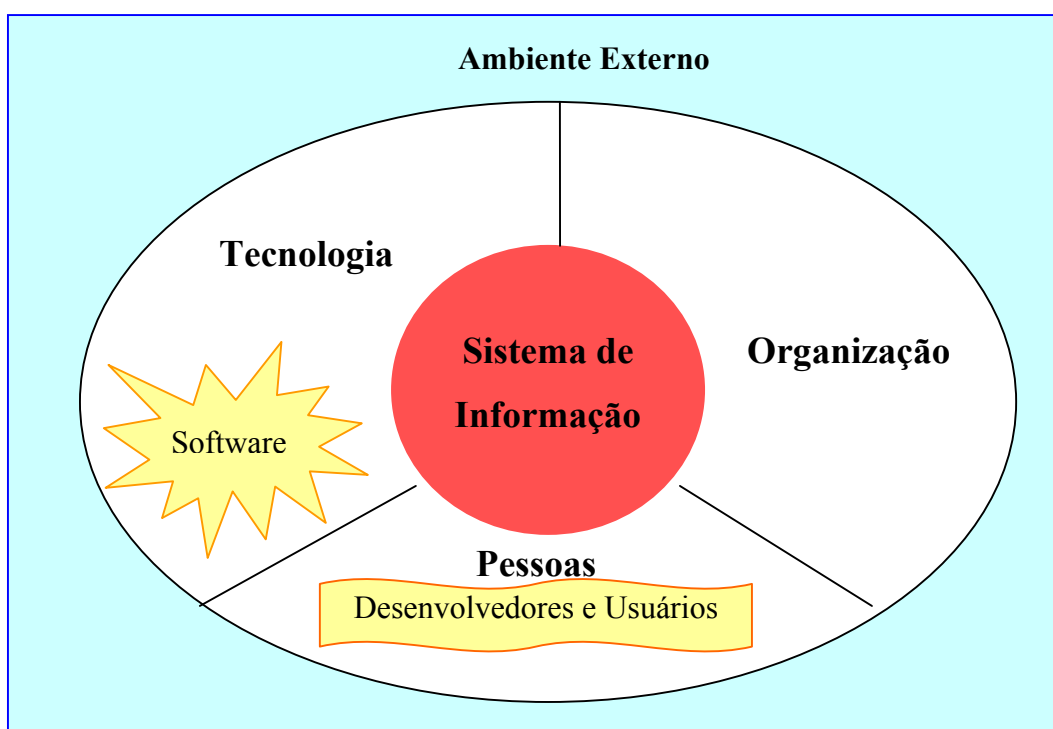 Ambiente Externo
Tecnologia
Organização
Sistema de
Informação
Software
Pessoas
Desenvolvedores e Usuários